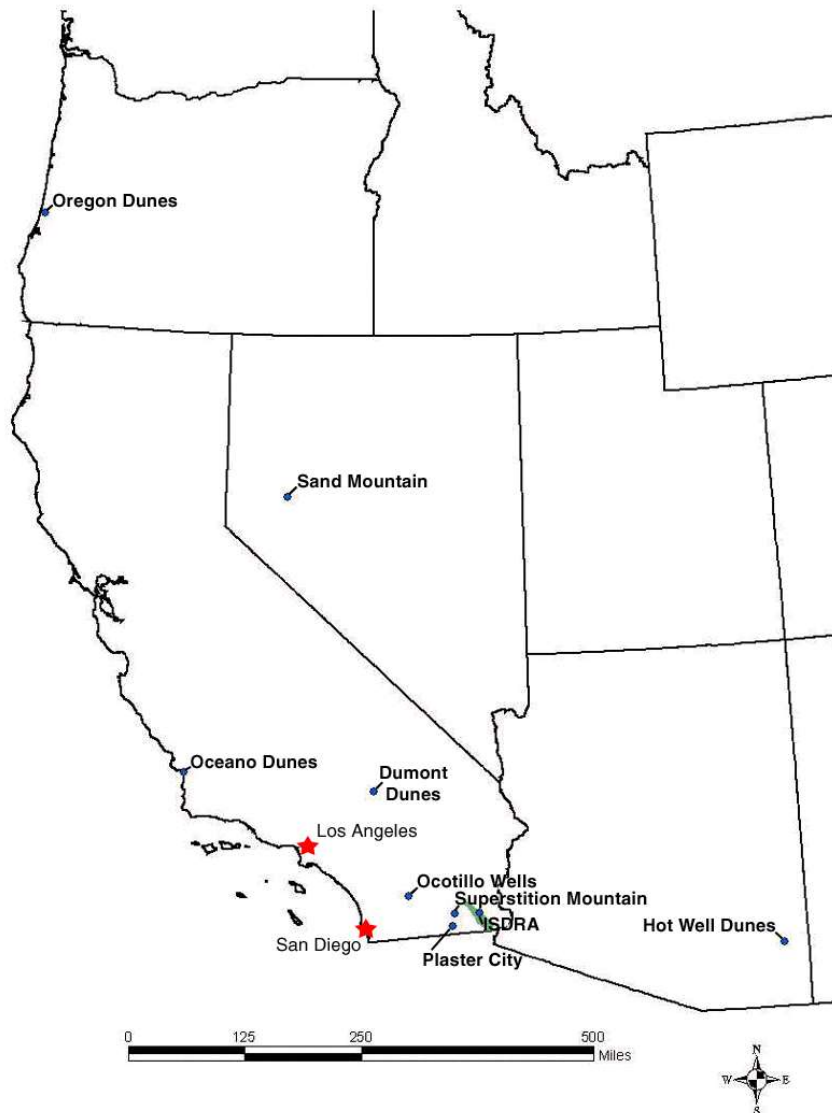 Oregon Dunes
Sand Mountain
Oceano Dunes
Dumont
Dunes
Los Angeles
Ocotillo Wells
Superstition Mountain
ISDRA
Hot Well Dunes
San Diego
Plaster City
0 125 250 500
Miles
N
W E
S